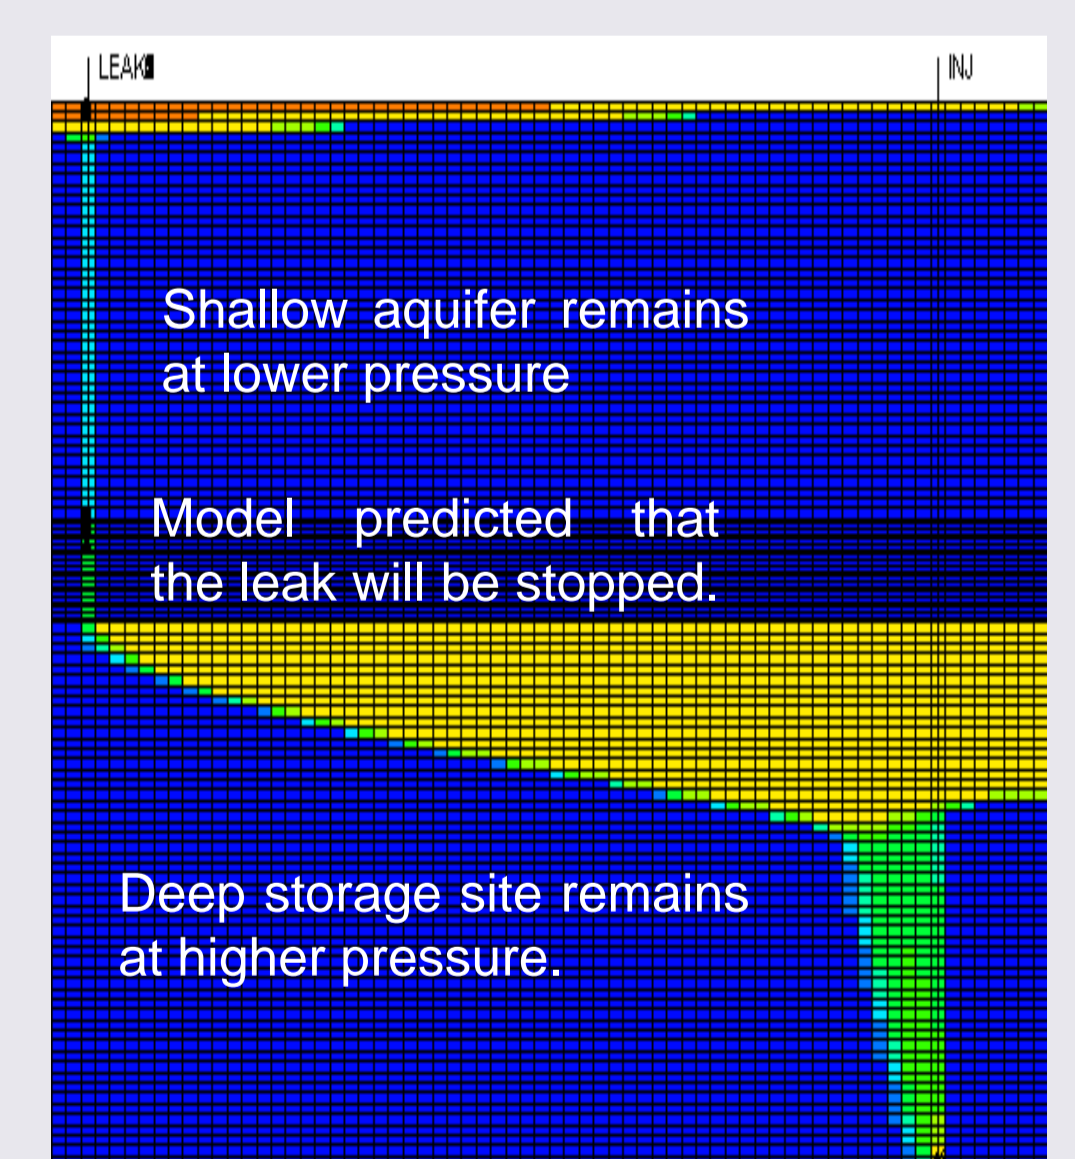 LEAK
INJ
Shallow aquifer remains
at lower pressure
Model predicted that
the leak will be stopped.
Deep storage site remains
at higher pressure.